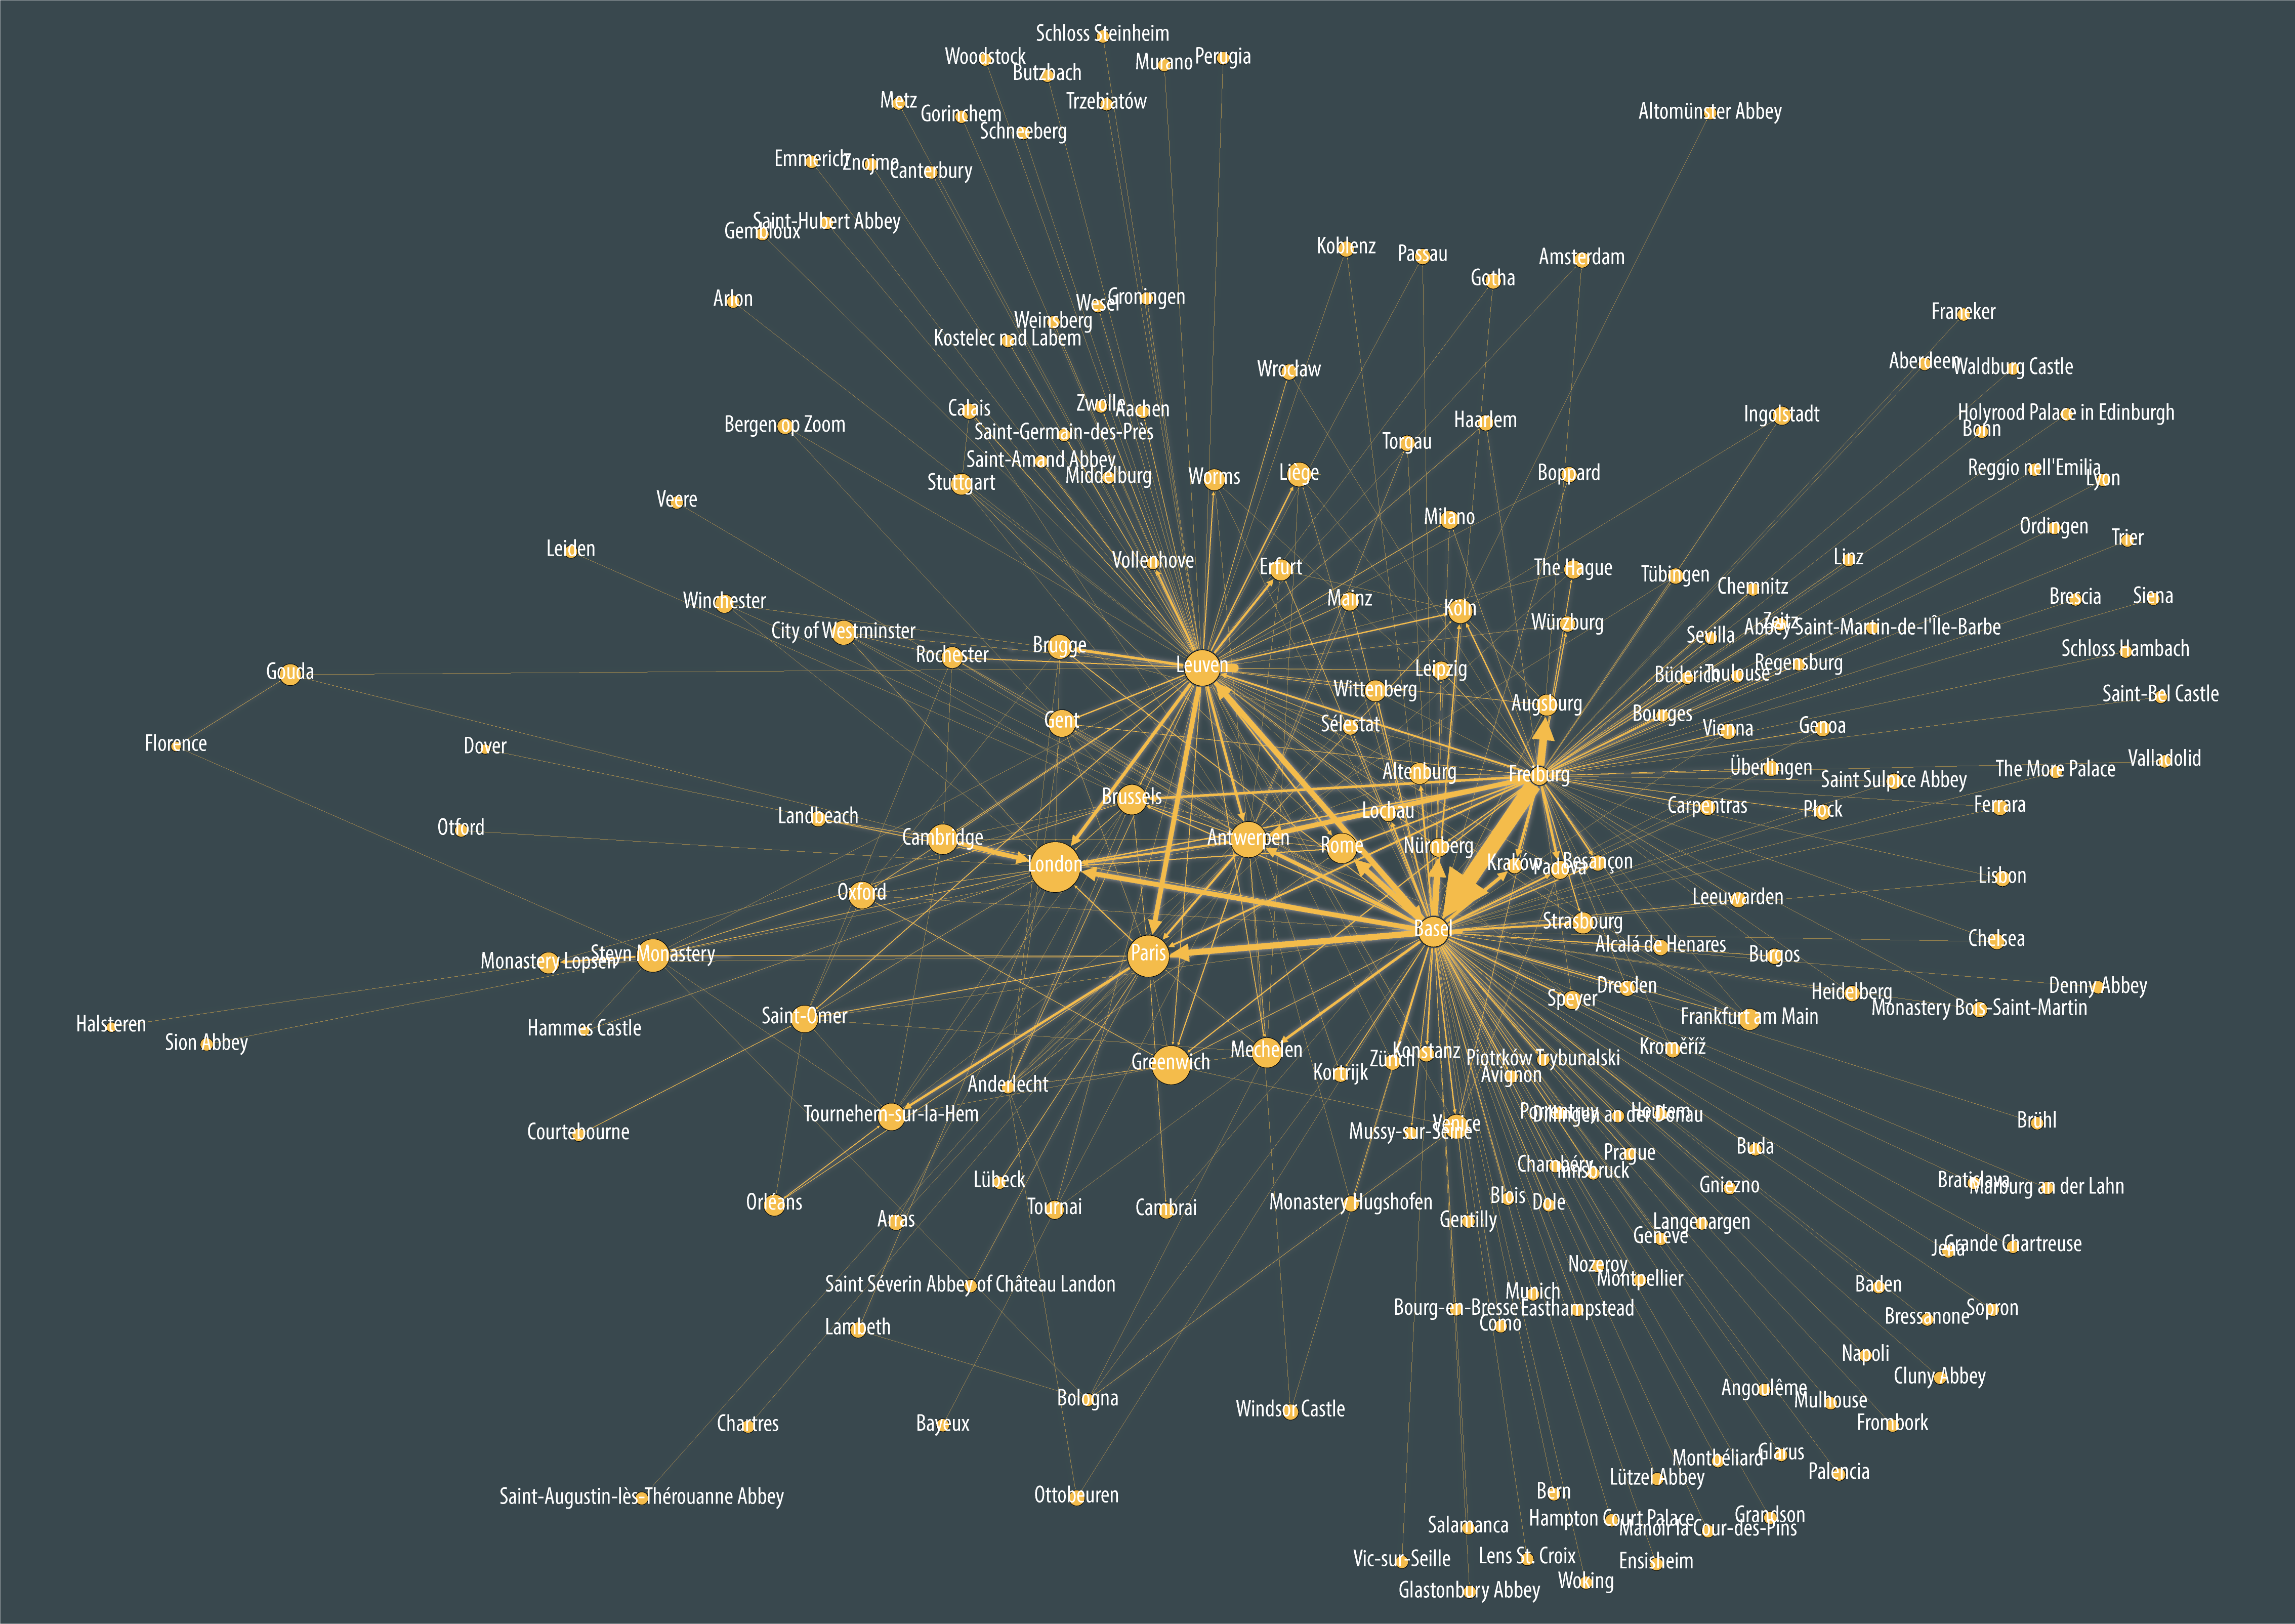 Schloss Steinheim
Woodstock
Murano
Perugia
Butzbach
Metz
Trzebiatów
Gorinchem
Altomünster Abbey
Schneeberg
Emmerich
Znojmo
Canterbury
Saint-Hubert Abbey
Gembloux
Koblenz
Passau
Amsterdam
Gotha
Arlon
Groningen
Wesel
Franeker
Weinsberg
Kostelec nad Labem
Aberdeen
Waldburg Castle
Wrocław
Zwolle
Calais
Aachen
Holyrood Palace in Edinburgh
Ingolstadt
Haarlem
Bergen op Zoom
Bonn
Saint-Germain-des-Près
Torgau
Saint-Amand Abbey
Reggio nell'Emilia
Liège
Boppard
Middelburg
Worms
Lyon
Stuttgart
Veere
Milano
Ordingen
Trier
Leiden
Linz
Vollenhove
Erfurt
The Hague
Tübingen
Chemnitz
Brescia
Siena
Mainz
Winchester
Köln
Würzburg
Zeitz
Abbey Saint-Martin-de-l'Île-Barbe
City of Westminster
Sevilla
Brugge
Schloss Hambach
Rochester
Regensburg
Leuven
Leipzig
Gouda
Büderich
Toulouse
Wittenberg
Saint-Bel Castle
Augsburg
Bourges
Gent
Sélestat
Vienna
Genoa
Florence
Dover
Valladolid
Überlingen
The More Palace
Altenburg
Freiburg
Saint Sulpice Abbey
Brussels
Carpentras
Ferrara
Płock
Lochau
Landbeach
Otford
Cambridge
Antwerpen
Rome
Nürnberg
Besançon
London
Kraków
Padova
Lisbon
Oxford
Leeuwarden
Strasbourg
Basel
Chelsea
Alcalá de Henares
Steyn Monastery
Paris
Burgos
Monastery Lopsen
Dresden
Denny Abbey
Heidelberg
Speyer
Monastery Bois-Saint-Martin
Saint-Omer
Frankfurt am Main
Halsteren
Hammes Castle
Sion Abbey
Kroměříž
Mechelen
Konstanz
Piotrków Trybunalski
Greenwich
Zürich
Kortrijk
Avignon
Anderlecht
Porrentruy
Houtem
Tournehem-sur-la-Hem
Dillingen an der Donau
Brühl
Venice
Courtebourne
Mussy-sur-Seine
Buda
Prague
Chambéry
Innsbruck
Lübeck
Bratislava
Gniezno
Marburg an der Lahn
Blois
Orléans
Monastery Hugshofen
Dole
Tournai
Cambrai
Arras
Gentilly
Langenargen
Genève
Grande Chartreuse
Jena
Nozeroy
Montpellier
Saint Séverin Abbey of Château Landon
Baden
Munich
Bourg-en-Bresse
Easthampstead
Sopron
Bressanone
Como
Lambeth
Napoli
Cluny Abbey
Angoulême
Bologna
Mulhouse
Windsor Castle
Chartres
Bayeux
Frombork
Glarus
Montbéliard
Palencia
Lützel Abbey
Bern
Ottobeuren
Saint-Augustin-lès-Thérouanne Abbey
Grandson
Hampton Court Palace
Salamanca
Manoir la Cour-des-Pins
Lens St. Croix
Vic-sur-Seille
Ensisheim
Woking
Glastonbury Abbey